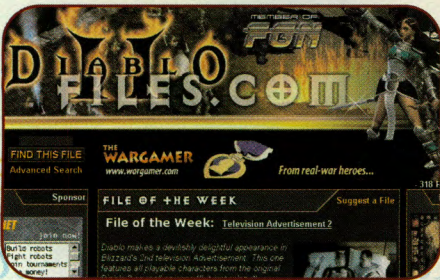 MEMBER OF
FGN
DIABLO II
FILES.COM
FIND THIS FILE
Advanced Search
THE
WARGAMER
www.wargamer.com
From real-war heroes...
Sponsor
FILE OF THE WEEK
Suggest a File
File of the Week: Television Advertisement 2
join now!
Build robots
Fight robots
Join tournaments
money!
Diablo makes a devilishly delightful appearance in
Blizzard's 2nd television Advertisement. This one
features all playable characters from the original